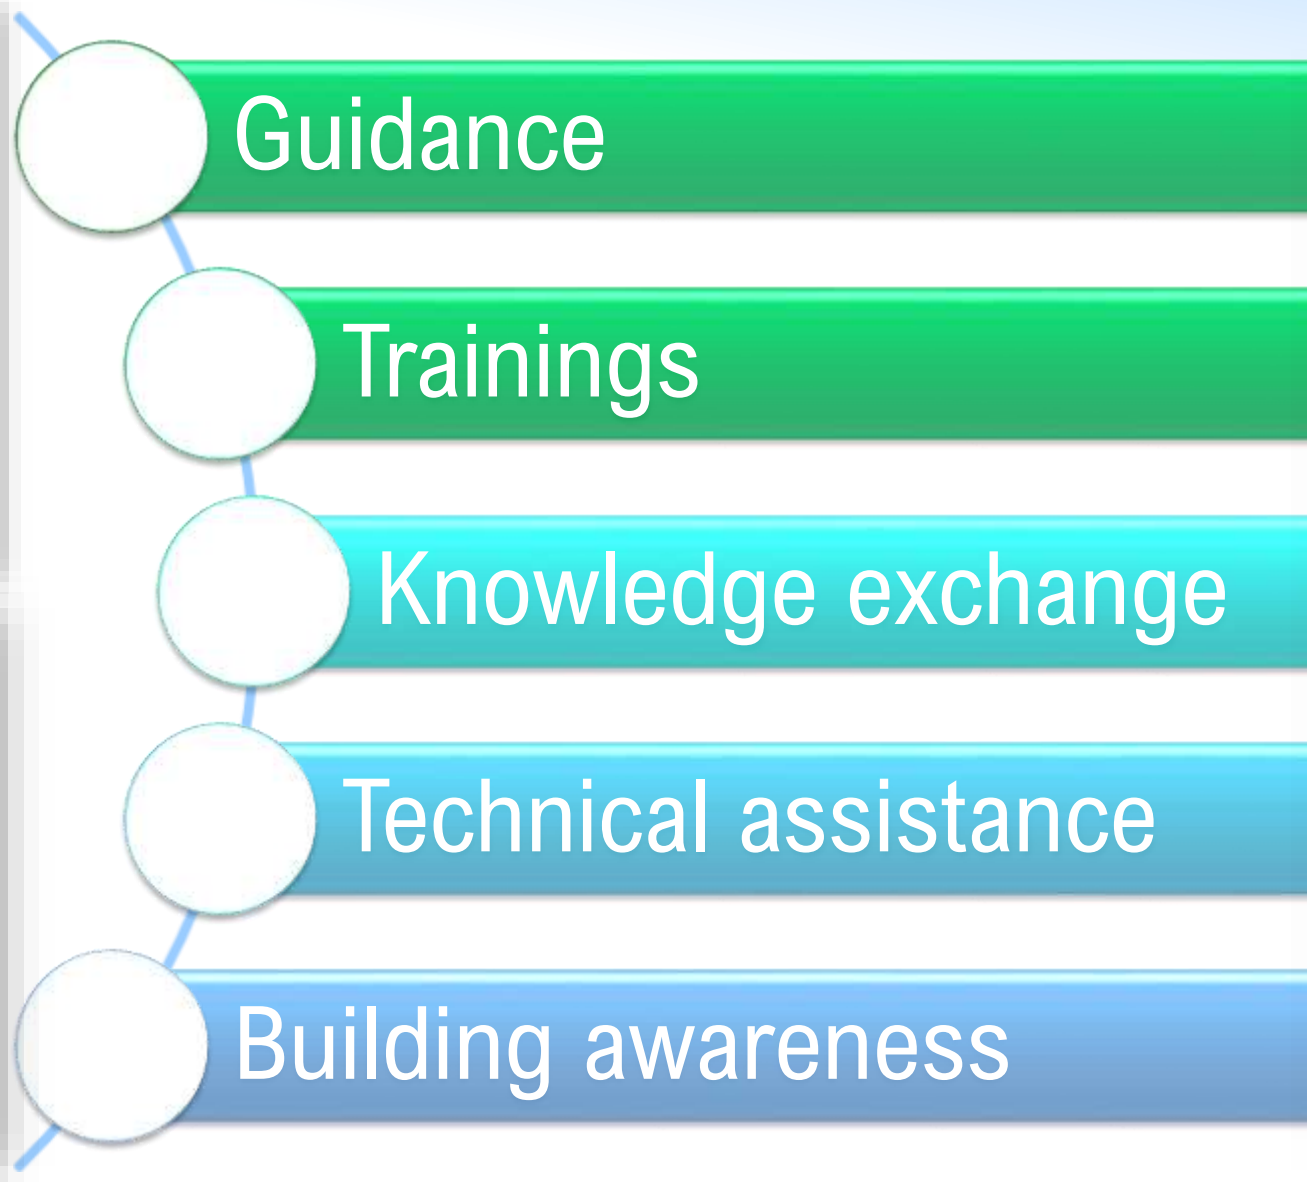 Guidance
Trainings
Knowledge exchange
Technical assistance
Building awareness